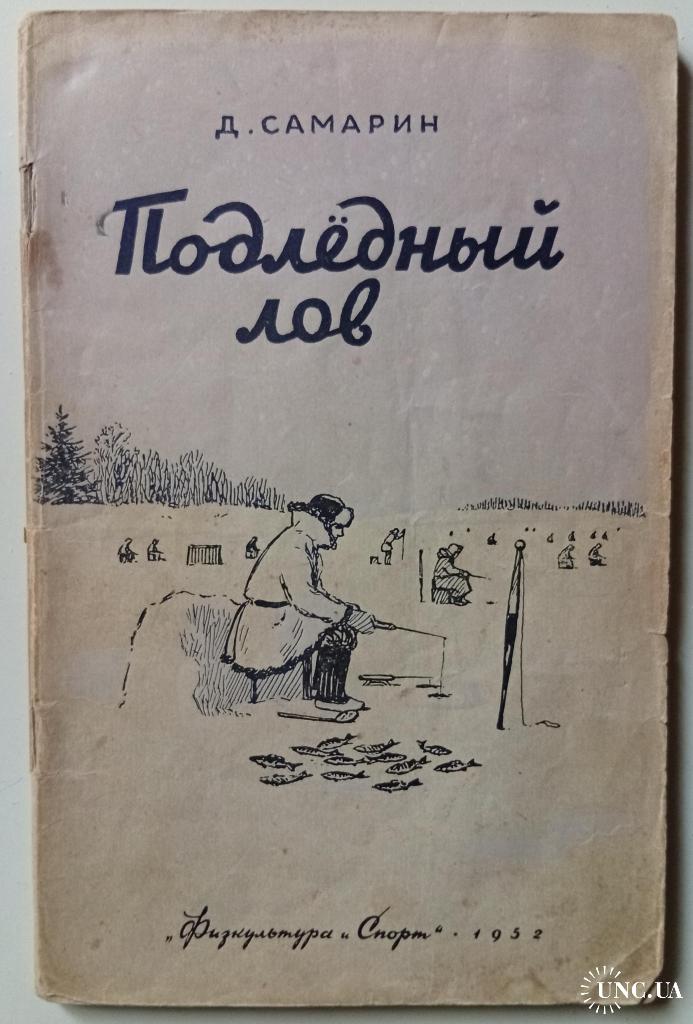 Д. САМАРИН
Подлёдный
лов
„Физкультура и Спорт“ · 1952
UNC.UA